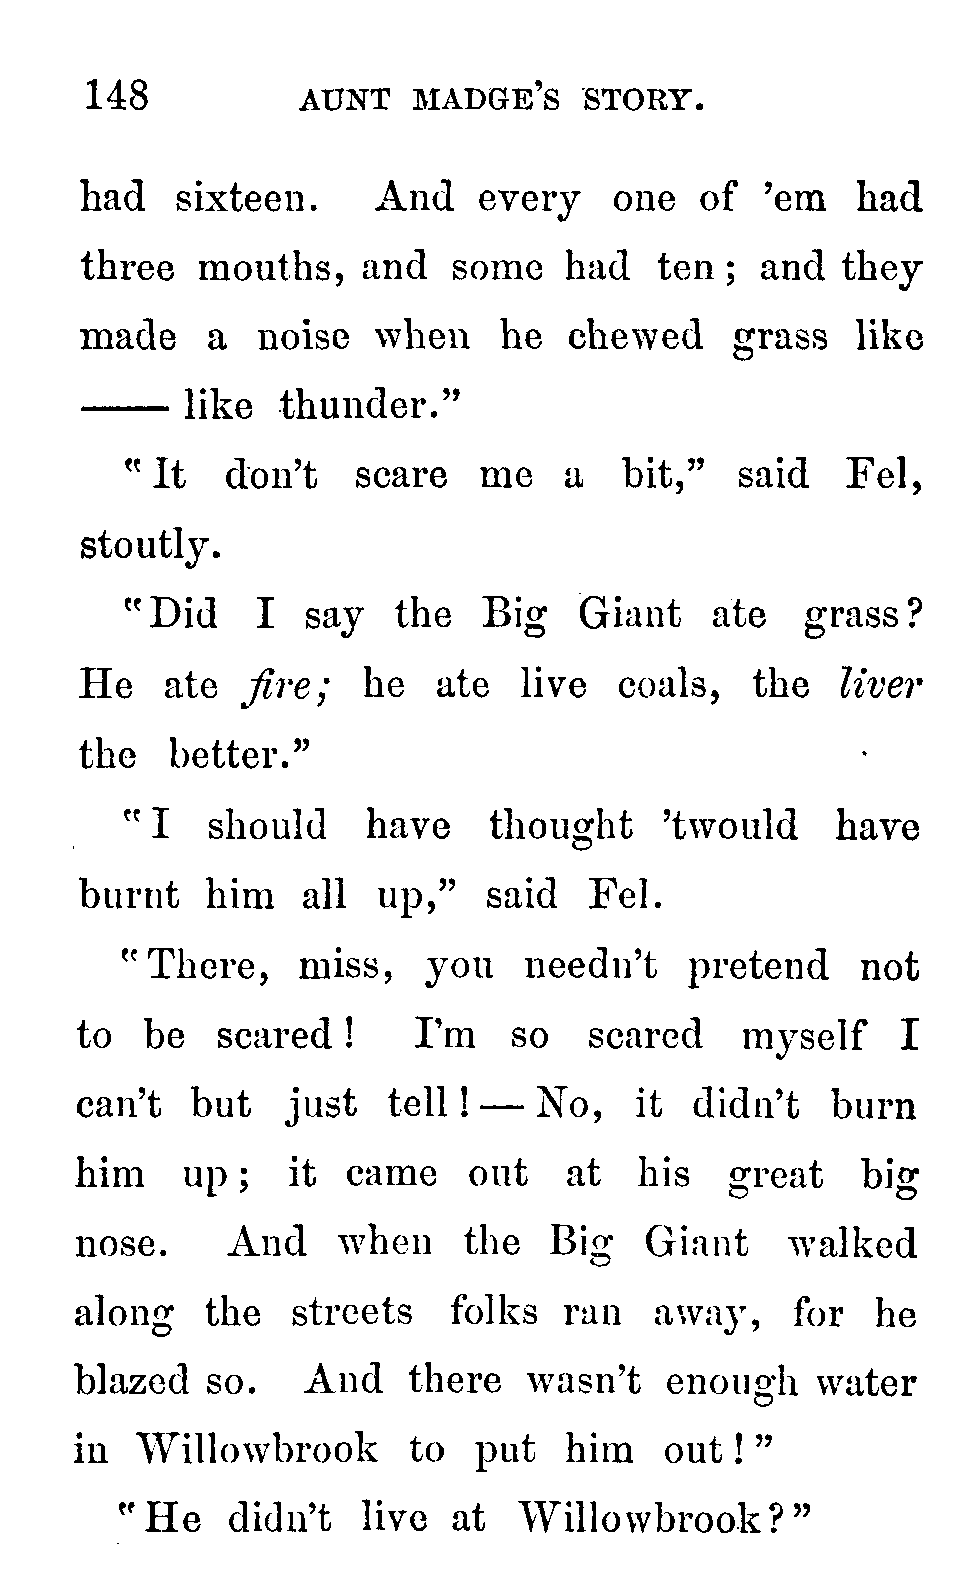 148 AUNT MADGE'S STORY.
had sixteen. And every one of 'em had
three mouths, and some had ten; and they
made a noise when he chewed grass like
—— like thunder."
"It don't scare me a bit," said Fel,
stoutly.
"Did I say the Big Giant ate grass?
He ate fire; he ate live coals, the liver
the better."
"I should have thought 'twould have
burnt him all up," said Fel.
"There, miss, you needn't pretend not
to be scared! I'm so scared myself I
can't but just tell! — No, it didn't burn
him up; it came out at his great big
nose. And when the Big Giant walked
along the streets folks ran away, for he
blazed so. And there wasn't enough water
in Willowbrook to put him out!"
"He didn't live at Willowbrook?"